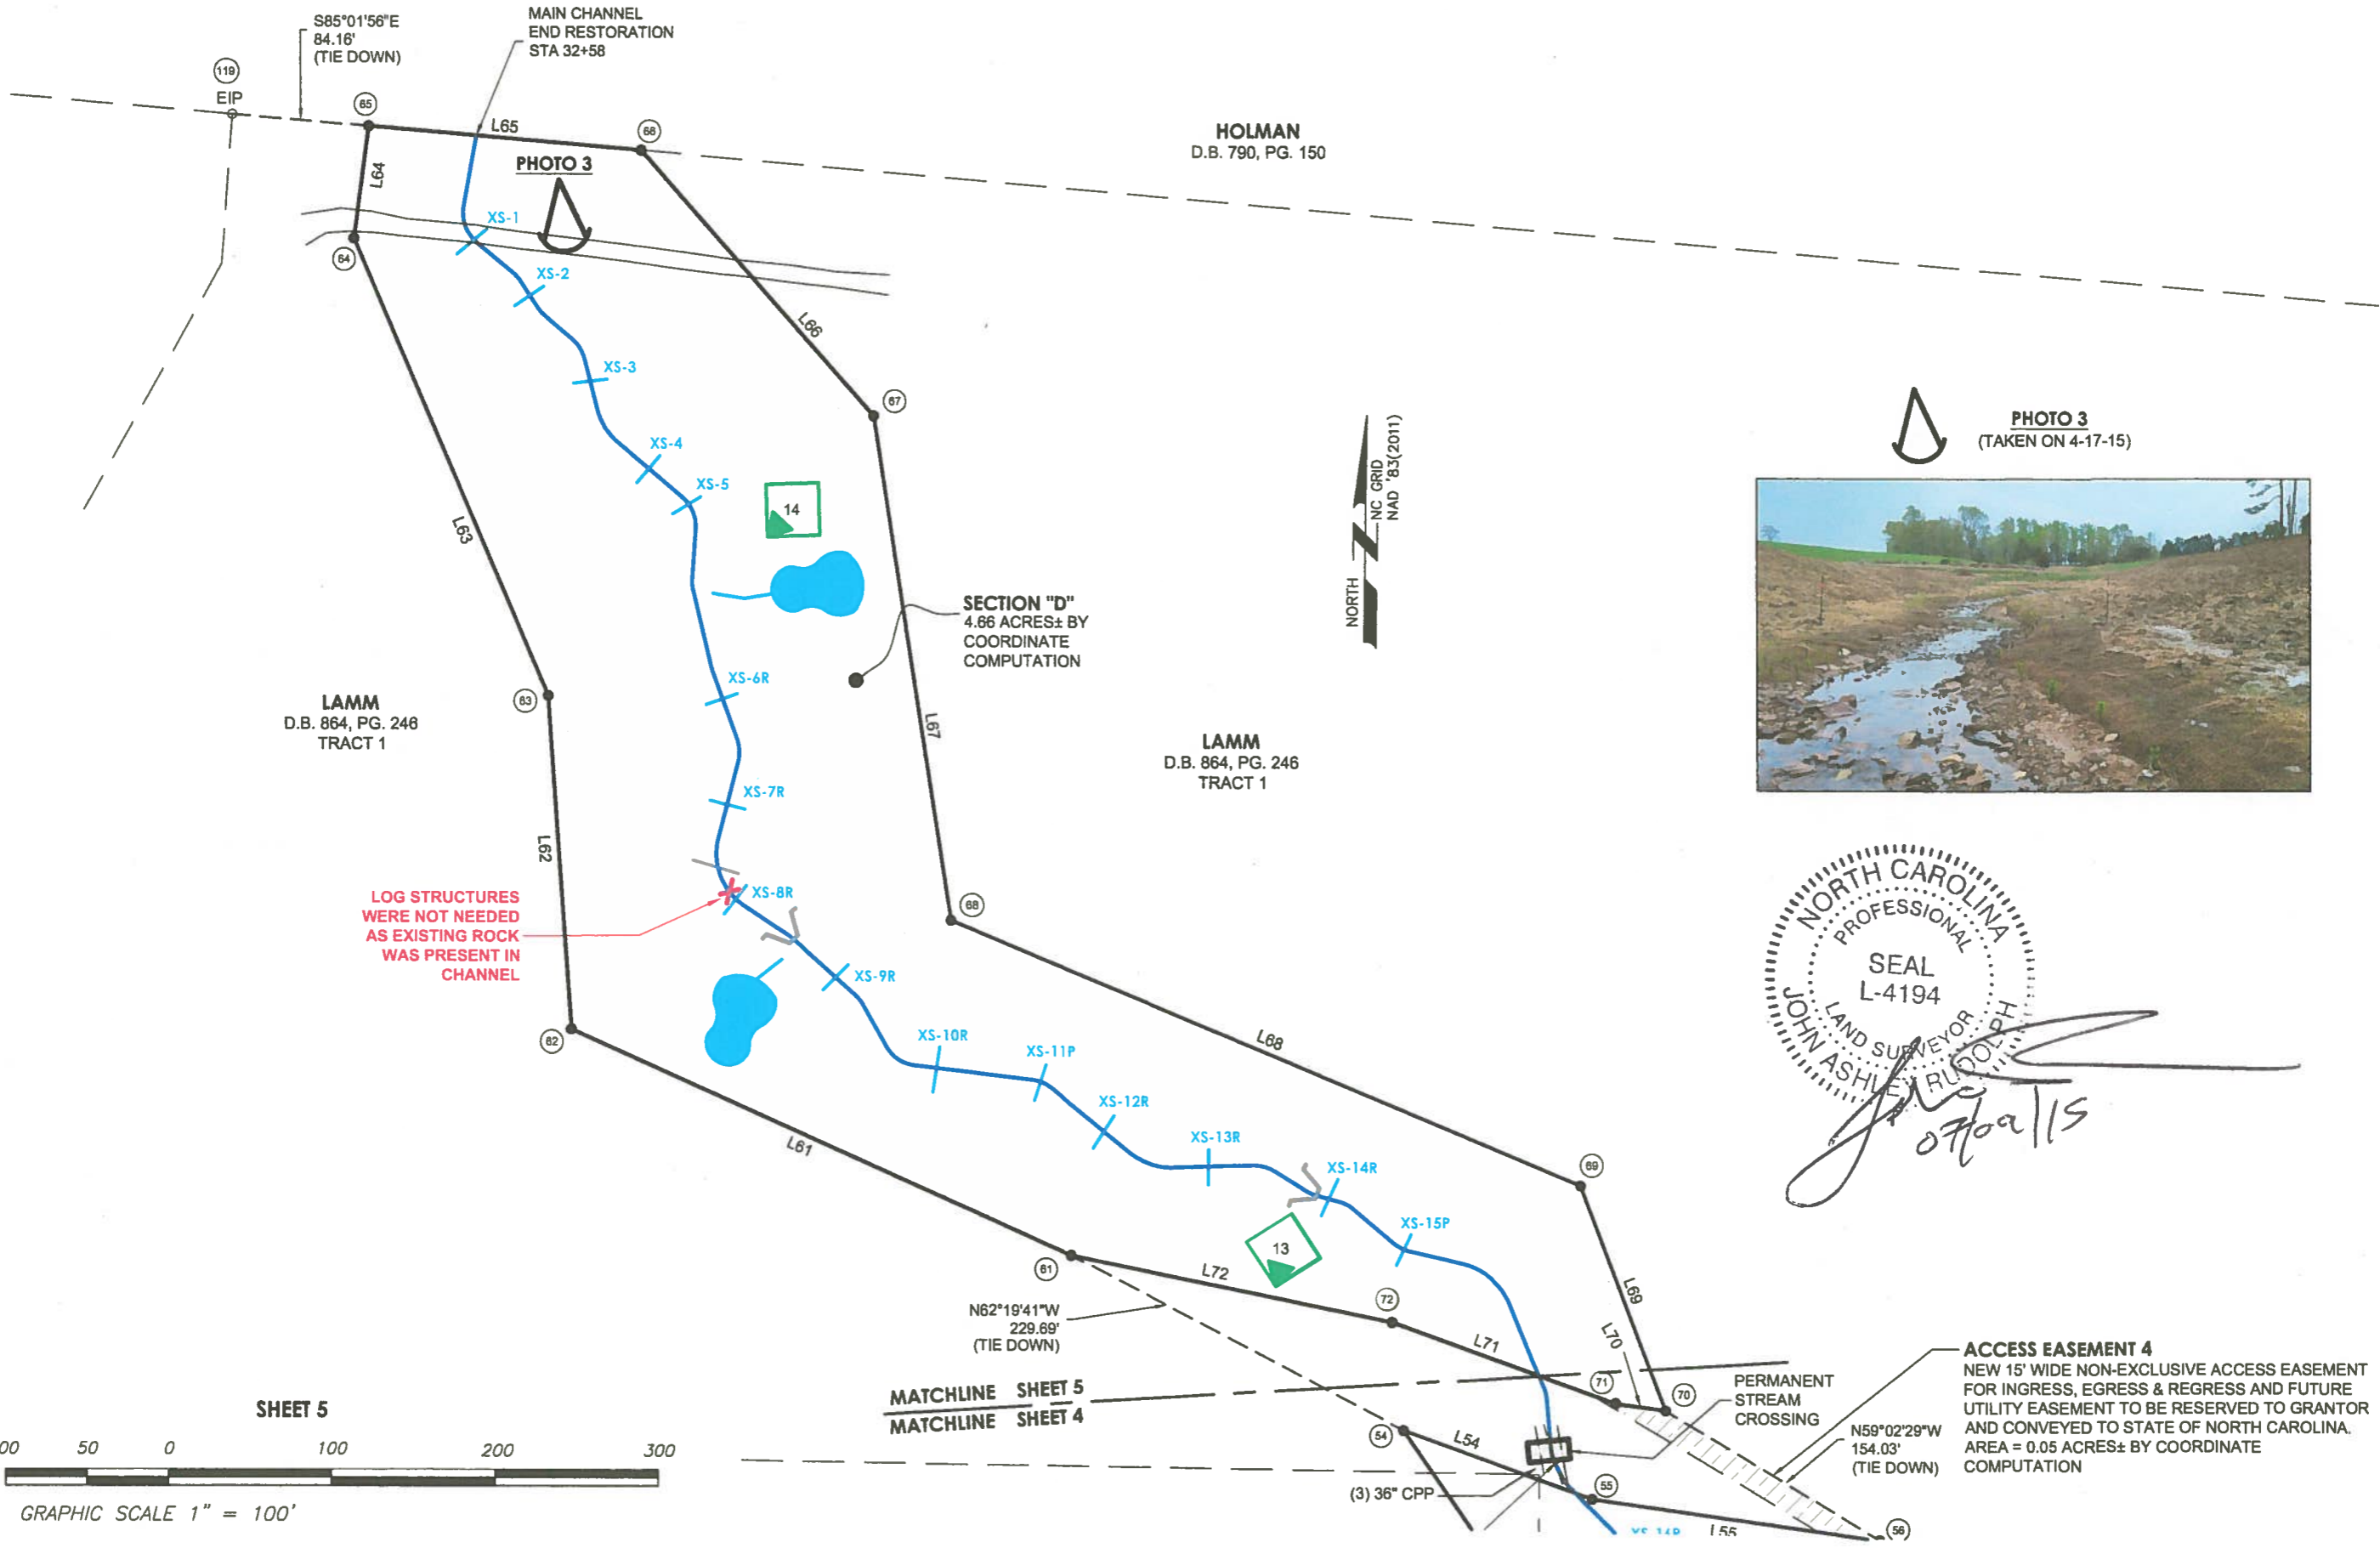 S85°01'56"E
84.16'
(TIE DOWN)
MAIN CHANNEL
END RESTORATION
STA 32+58
119
EIP
65
L65
66
HOLMAN
D.B. 790, PG. 150
PHOTO 3
L64
64
XS-1
XS-2
XS-3
XS-4
XS-5
L66
67
14
L63
NORTH
NC GRID
NAD '83(2011)
PHOTO 3
(TAKEN ON 4-17-15)
SECTION "D"
4.66 ACRES± BY
COORDINATE
COMPUTATION
XS-6R
63
LAMM
D.B. 864, PG. 246
TRACT 1
L67
LAMM
D.B. 864, PG. 246
TRACT 1
XS-7R
L62
LOG STRUCTURES
WERE NOT NEEDED
AS EXISTING ROCK
WAS PRESENT IN
CHANNEL
XS-8R
68
XS-9R
62
NORTH CAROLINA
PROFESSIONAL
SEAL
L-4194
LAND SURVEYOR
JOHN ASHLEY RUDOLPH
XS-10R
XS-11P
XS-12R
XS-13R
XS-14R
XS-15P
L68
L61
69
13
61
L72
72
L69
N62°19'41"W
229.69'
(TIE DOWN)
L71
L70
71
70
MATCHLINE SHEET 5
MATCHLINE SHEET 4
PERMANENT
STREAM
CROSSING
ACCESS EASEMENT 4
NEW 15' WIDE NON-EXCLUSIVE ACCESS EASEMENT
FOR INGRESS, EGRESS & REGRESS AND FUTURE
UTILITY EASEMENT TO BE RESERVED TO GRANTOR
AND CONVEYED TO STATE OF NORTH CAROLINA.
AREA = 0.05 ACRES± BY COORDINATE
COMPUTATION
N59°02'29"W
154.03'
(TIE DOWN)
54
L54
55
(3) 36" CPP
L55
56
SHEET 5
00 50 0 100 200 300
GRAPHIC SCALE 1" = 100'